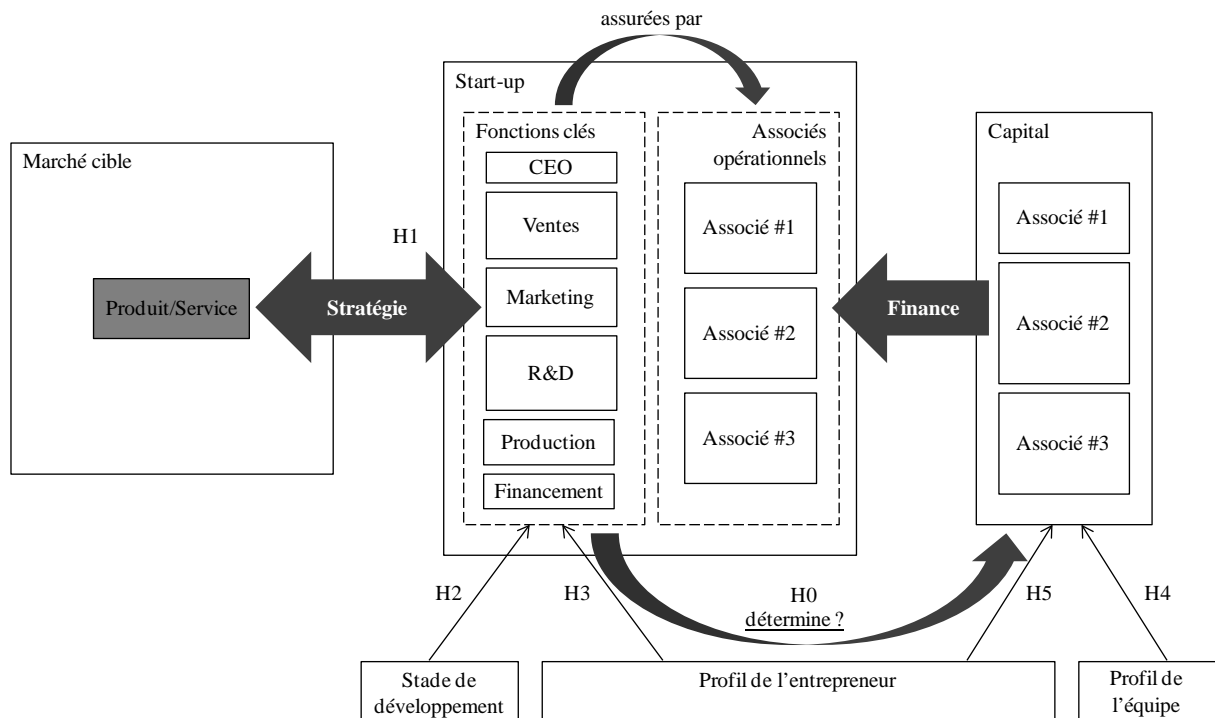 assurées par
Start-up
Fonctions clés
CEO
Ventes
Marketing
R&D
Production
Financement
Associés
opérationnels
Associé #1
Associé #2
Associé #3
Capital
Associé #1
Associé #2
Associé #3
Marché cible
Produit/Service
H1
Stratégie
Finance
H2
H3
H0
détermine ?
H5
H4
Stade de
développement
Profil de l’entrepreneur
Profil de
l’équipe